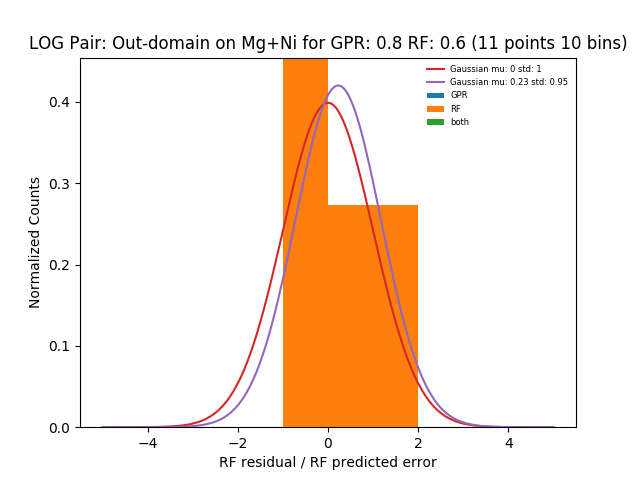 LOG Pair: Out-domain on Mg+Ni for GPR: 0.8 RF: 0.6 (11 points 10 bins)
Gaussian mu: 0 std: 1
Gaussian mu: 0.23 std: 0.95
GPR
RF
both
Normalized Counts
0.4
0.3
0.2
0.1
0.0
−4 −2 0 2 4
RF residual / RF predicted error